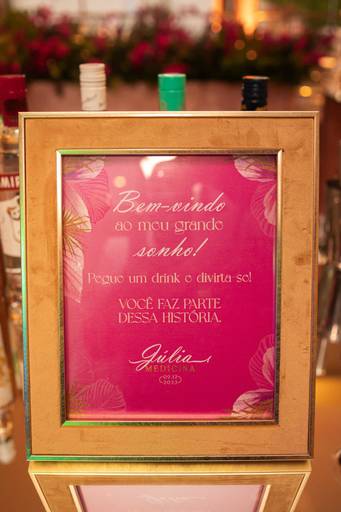 Bem-vindo
ao meu grande
sonho!
Pegue um drink e divirta-se!
VOCÊ FAZ PARTE
DESSA HISTÓRIA.
Júlia
MEDICINA